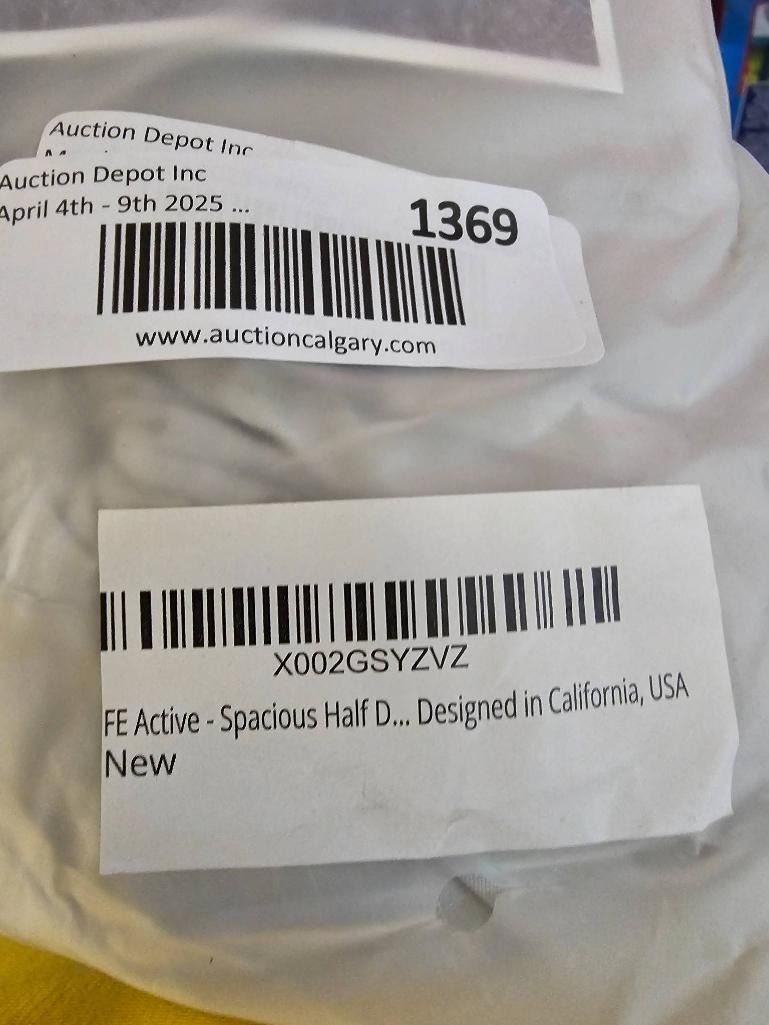 Auction Depot Inc
Auction Depot Inc
April 4th - 9th 2025 ...
1369
www.auctioncalgary.com
X002GSYZVZ
FE Active - Spacious Half D... Designed in California, USA
New